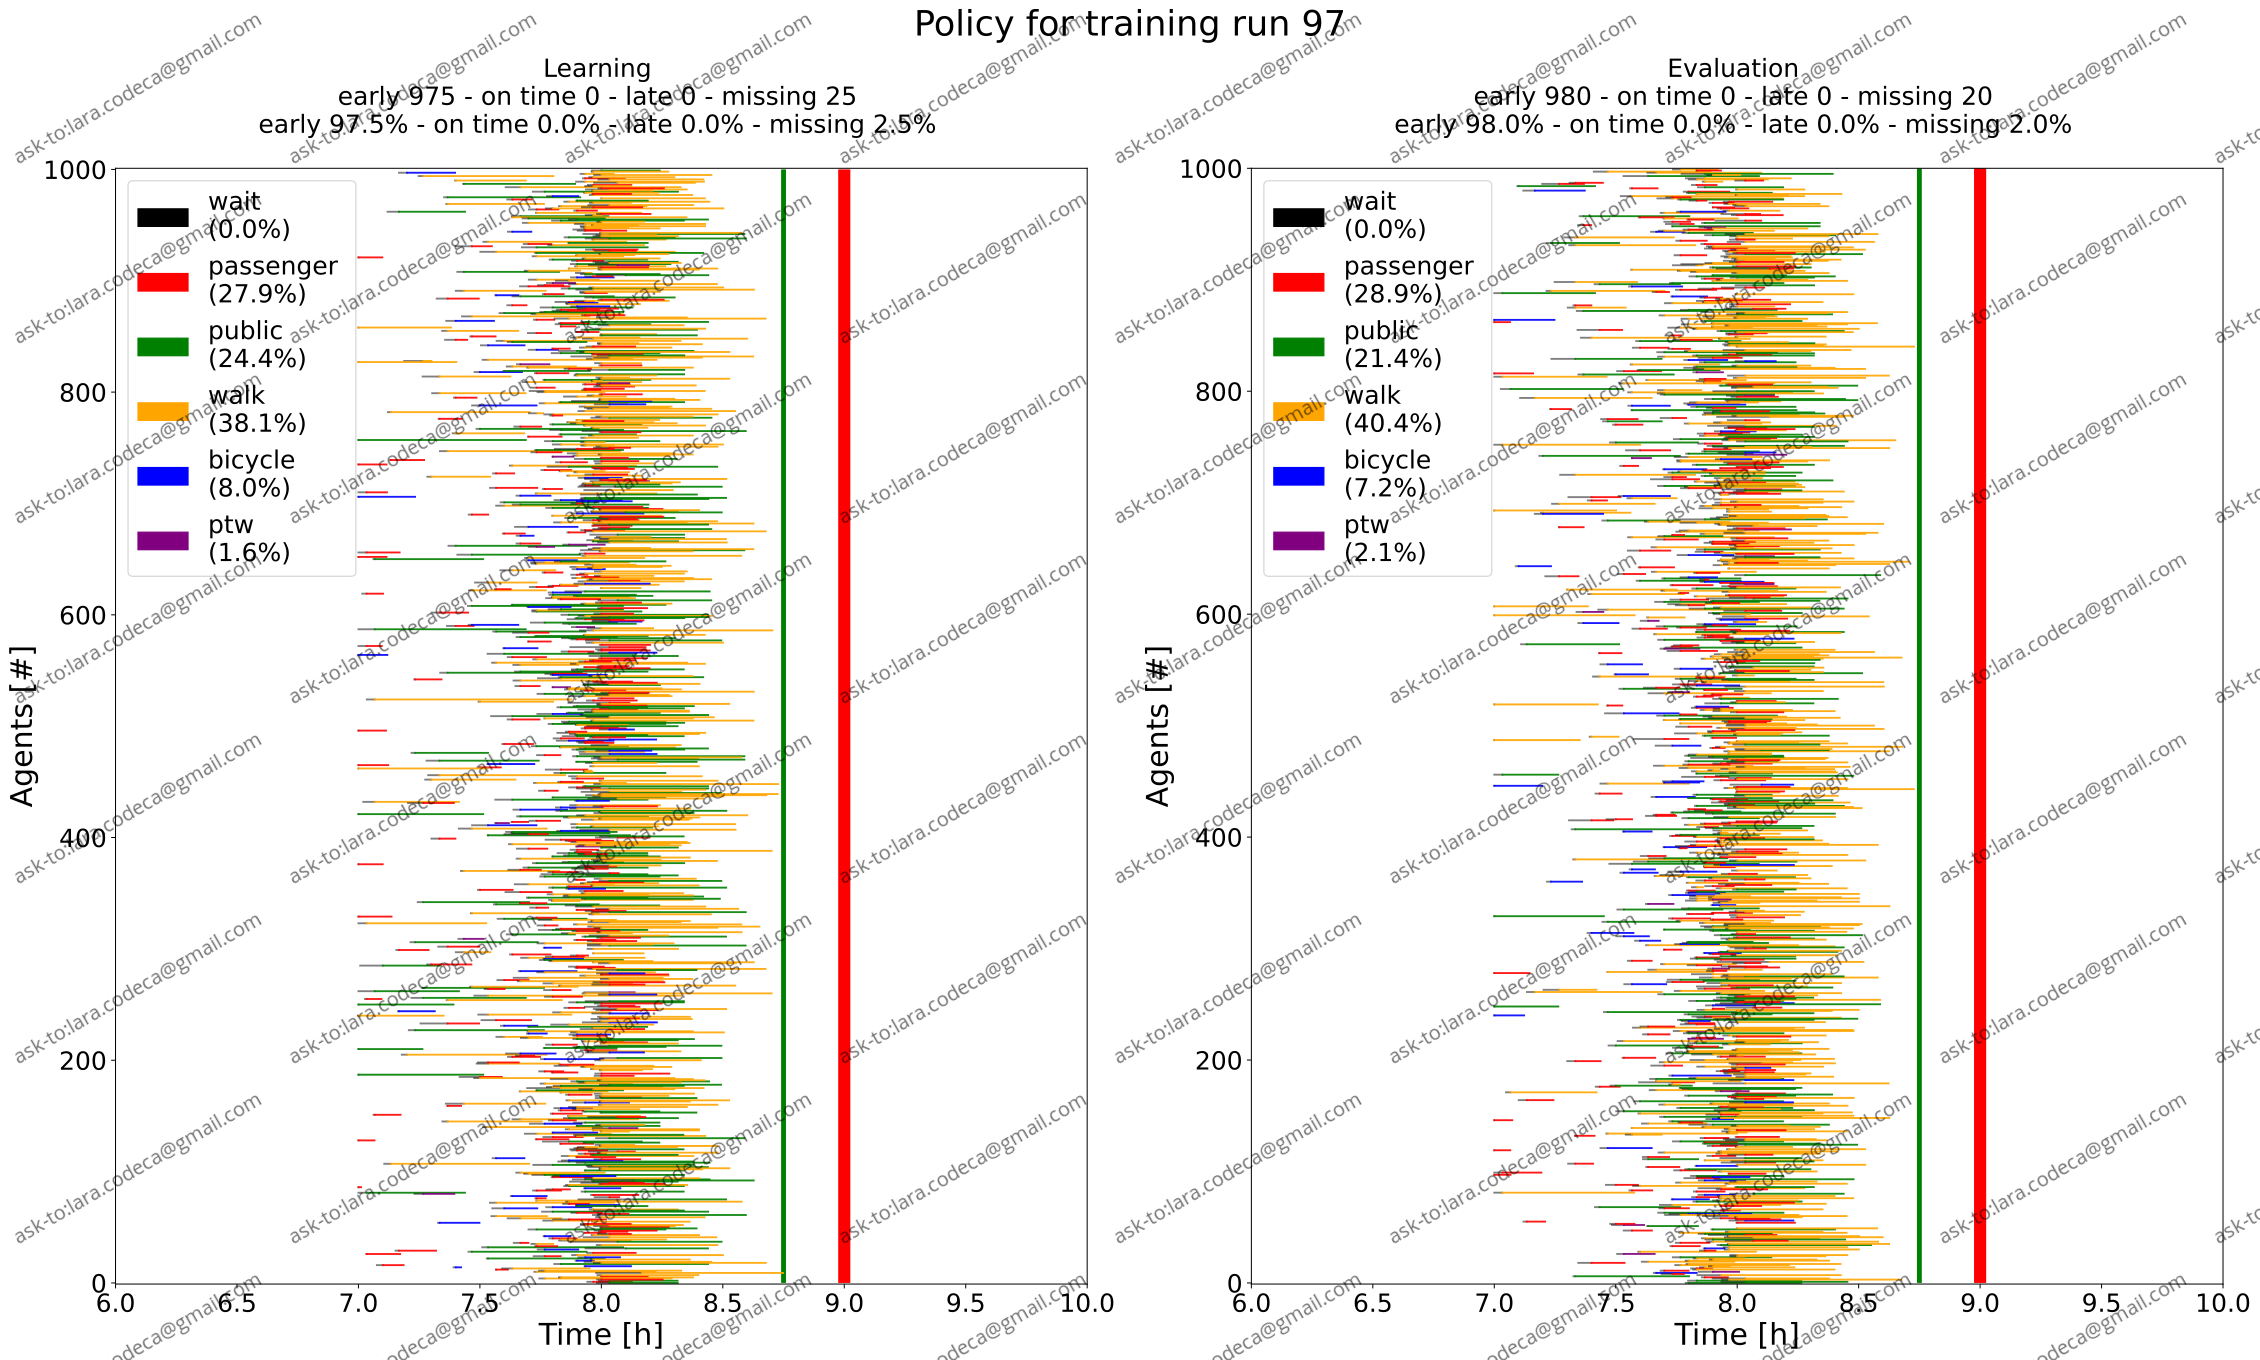 Policy for training run 97
Learning
early 975 - on time 0 - late 0 - missing 25
early 97.5% - on time 0.0% - late 0.0% - missing 2.5%
Agents [#]
1000
800
600
400
200
0
wait
(0.0%)
passenger
(27.9%)
public
(24.4%)
walk
(38.1%)
bicycle
(8.0%)
ptw
(1.6%)
6.0 6.5 7.0 7.5 8.0 8.5 9.0 9.5 10.0
Time [h]
Evaluation
early 980 - on time 0 - late 0 - missing 20
early 98.0% - on time 0.0% - late 0.0% - missing 2.0%
Agents [#]
1000
800
600
400
200
0
wait
(0.0%)
passenger
(28.9%)
public
(21.4%)
walk
(40.4%)
bicycle
(7.2%)
ptw
(2.1%)
6.0 6.5 7.0 7.5 8.0 8.5 9.0 9.5 10.0
Time [h]
ask-to:lara.codeca@gmail.com